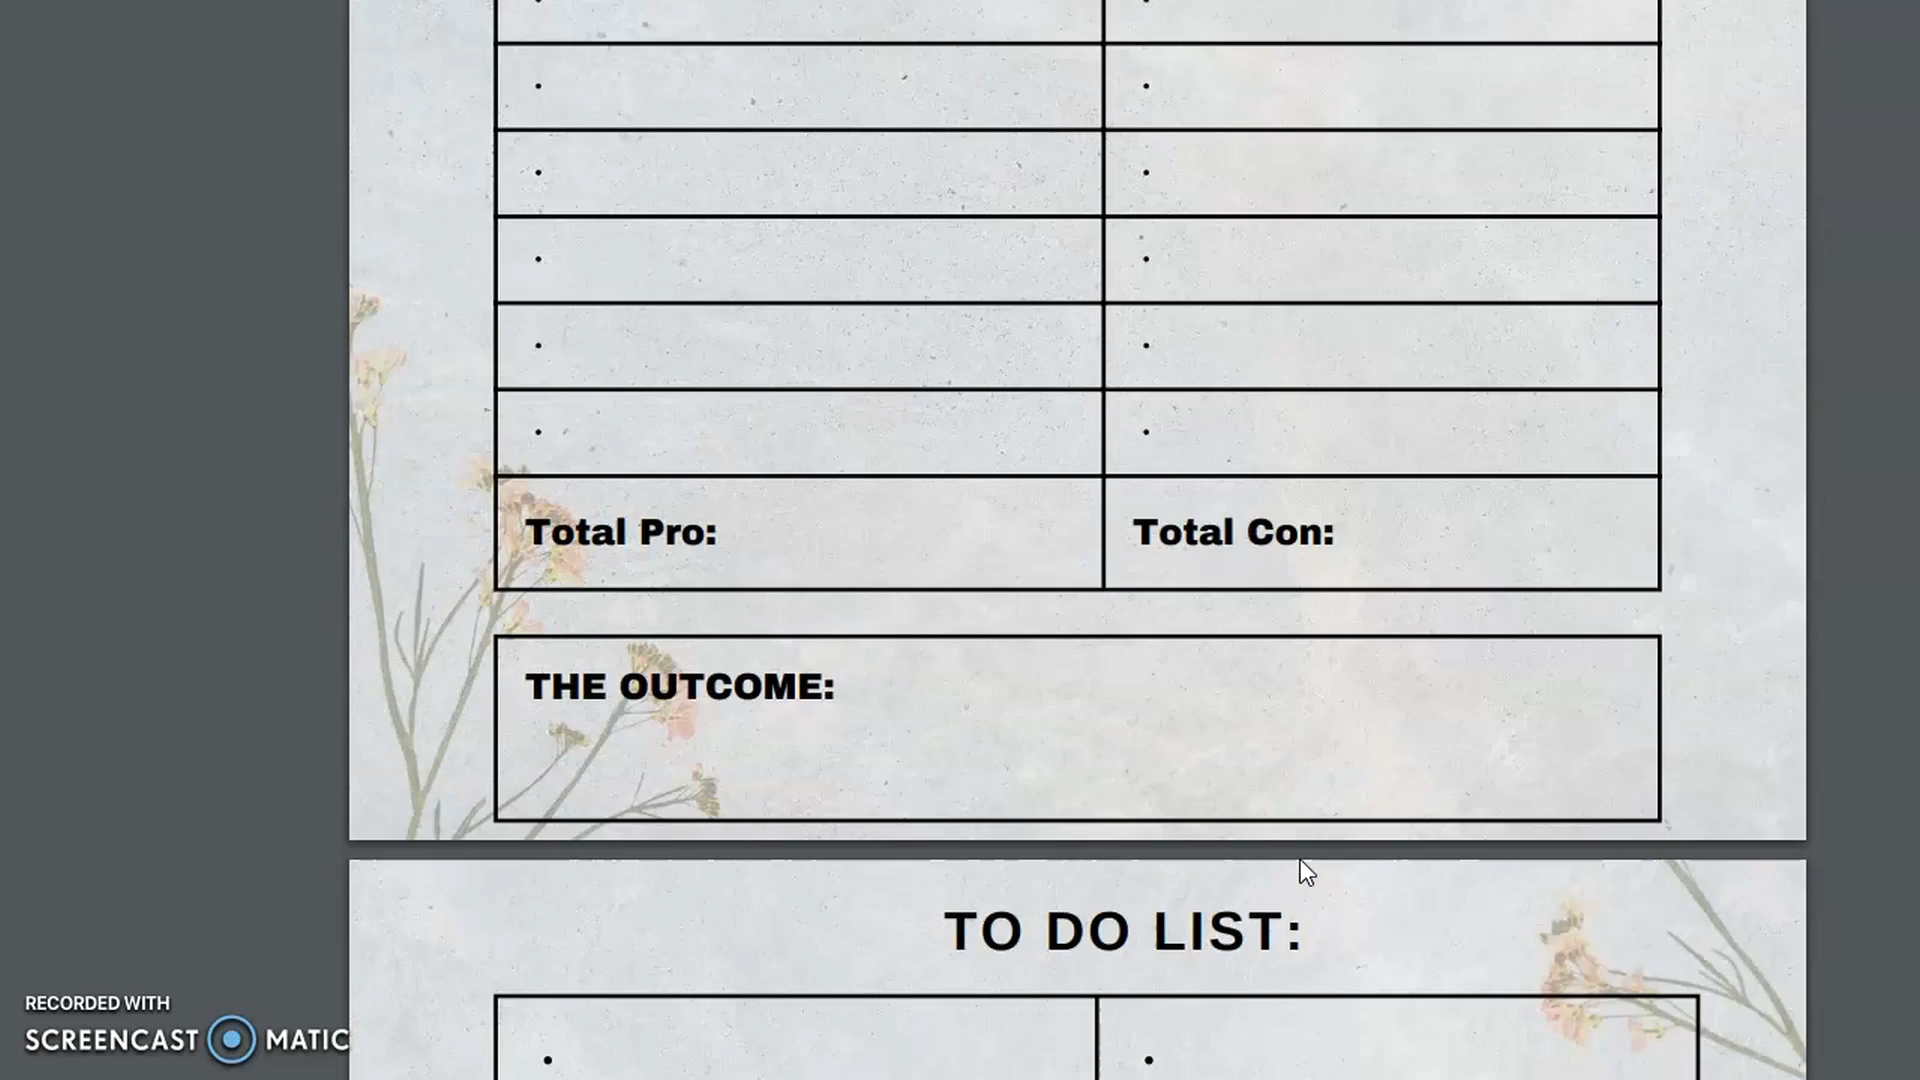 Total Pro:
Total Con:
THE OUTCOME:
TO DO LIST:
RECORDED WITH
SCREENCAST MATIC